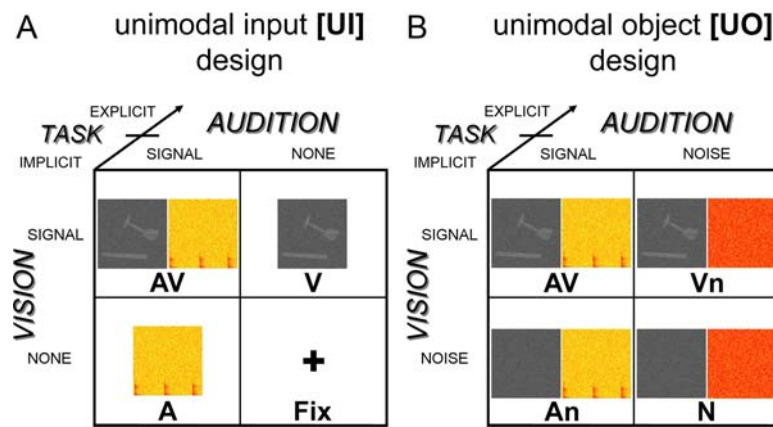 A
unimodal input [UI]
design
EXPLICIT
TASK
AUDITION
IMPLICIT
SIGNAL
NONE
SIGNAL
VISION
AV
V
NONE
+
A
Fix
B
unimodal object [UO]
design
EXPLICIT
TASK
AUDITION
IMPLICIT
SIGNAL
NOISE
SIGNAL
VISION
AV
Vn
NOISE
An
N